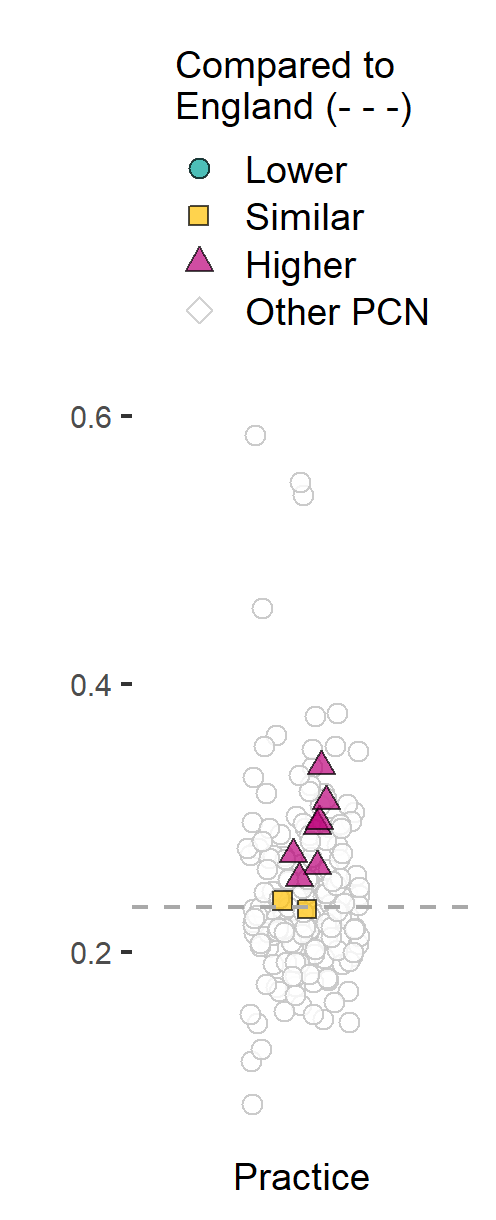 Compared to
England (- - -)
Lower
Similar
Higher
Other PCN
0.6
0.4
0.2
Practice